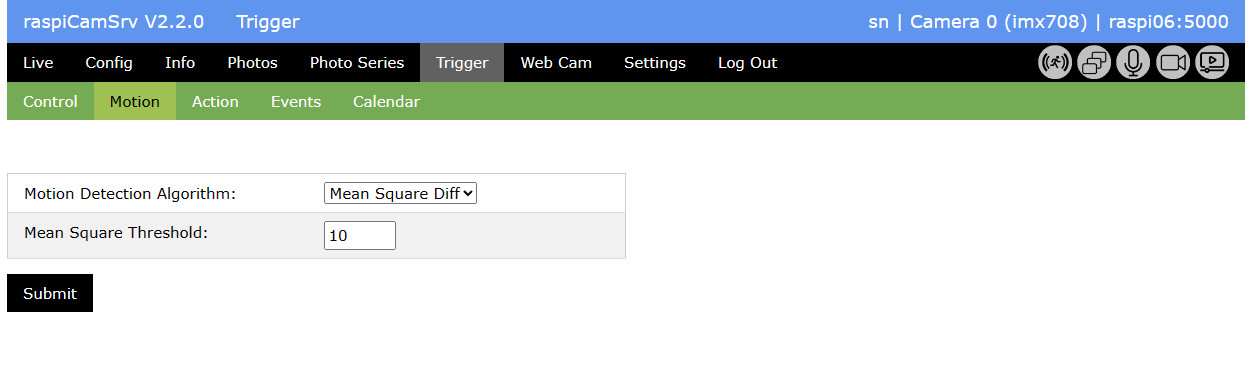 raspiCamSrv V2.2.0 Trigger sn | Camera 0 (imx708) | raspi06:5000
Live Config Info Photos Photo Series Trigger Web Cam Settings Log Out
Control Motion Action Events Calendar
Motion Detection Algorithm: Mean Square Diff
Mean Square Threshold: 10
Submit